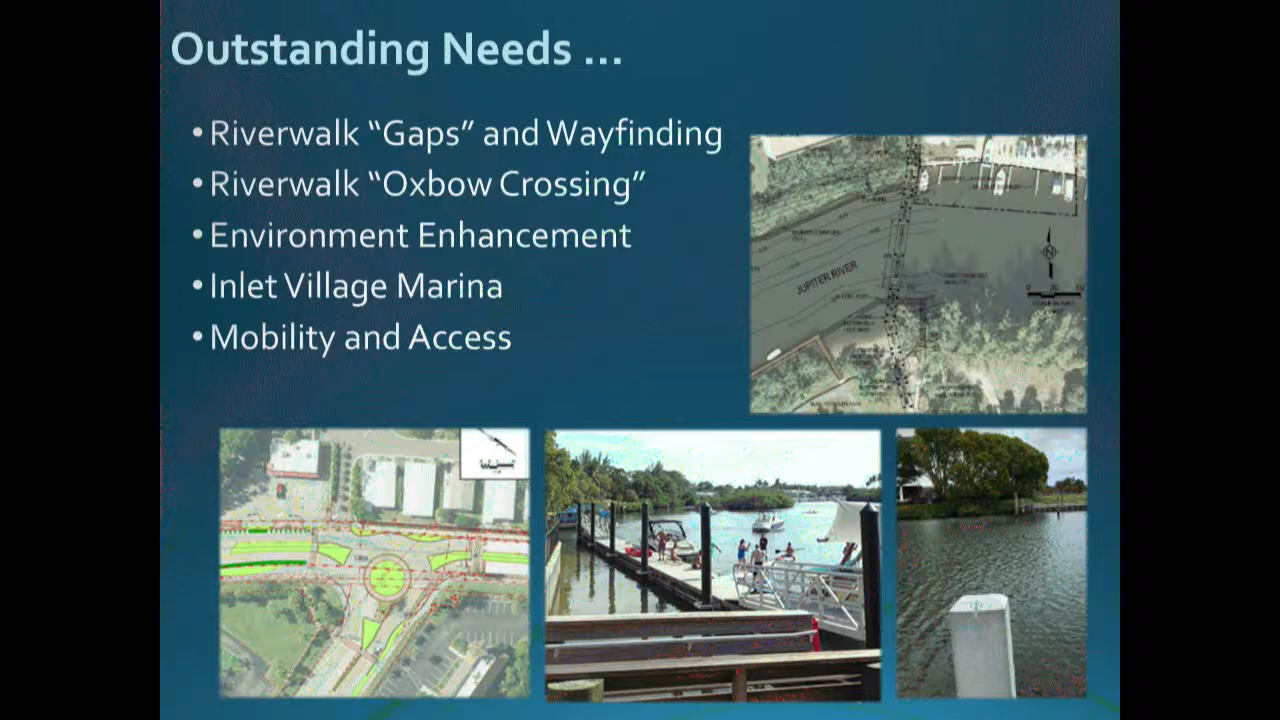 Outstanding Needs ...
• Riverwalk “Gaps” and Wayfinding
• Riverwalk “Oxbow Crossing”
• Environment Enhancement
• Inlet Village Marina
• Mobility and Access
JUPITER RIVER
N